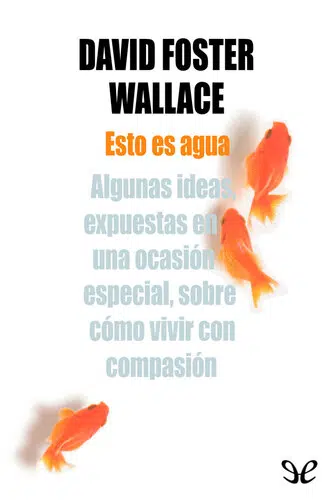 DAVID FOSTER
WALLACE
Esto es agua
Algunas ideas,
expuestas en
una ocasión
especial, sobre
cómo vivir con
compasión